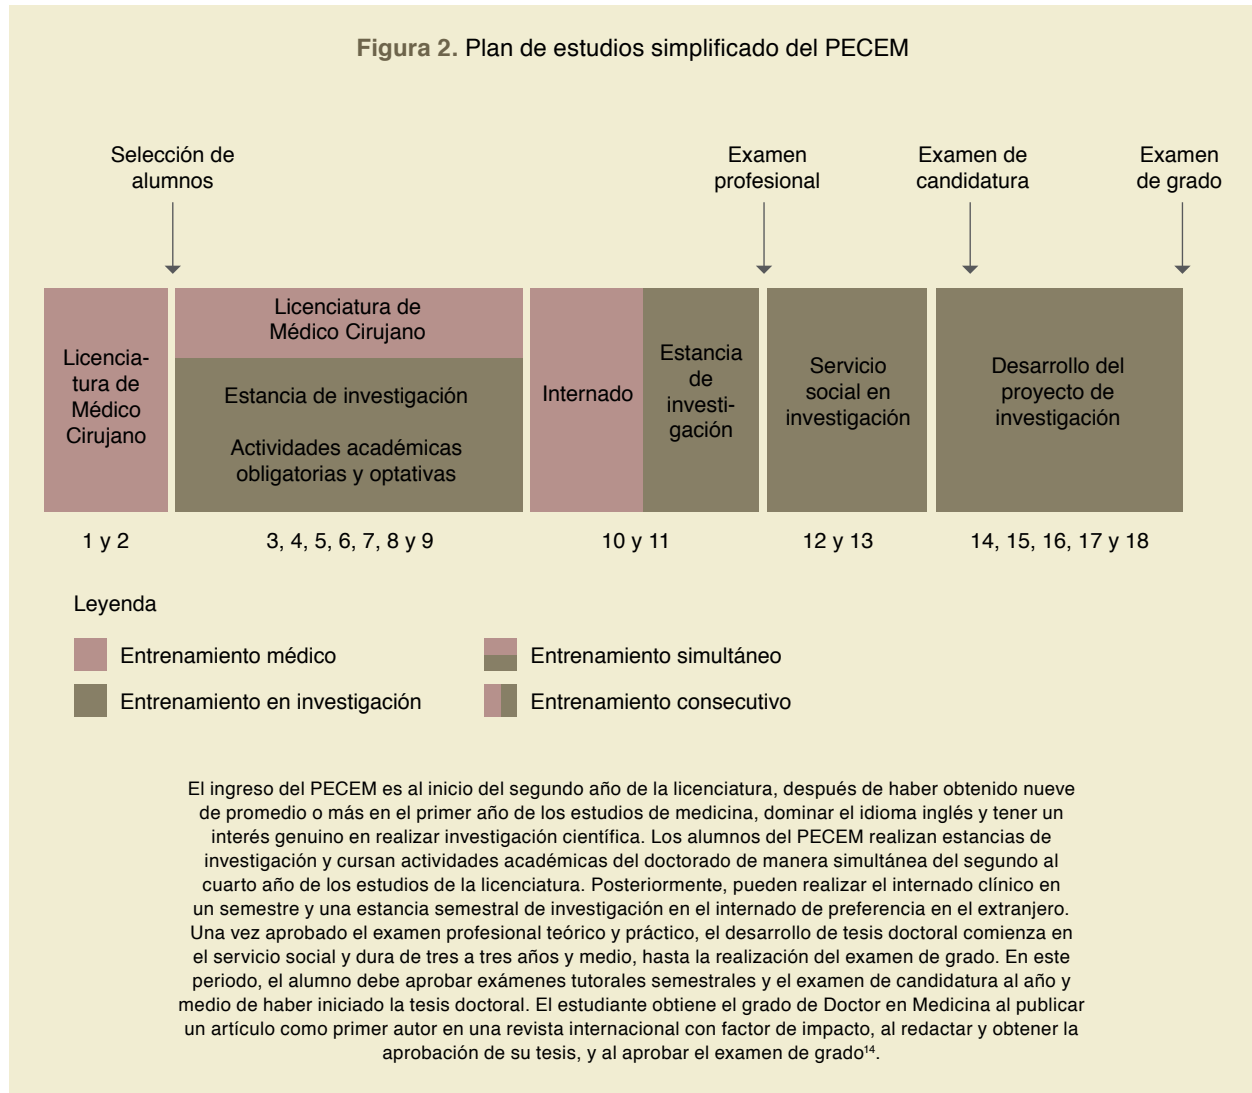 Figura 2. Plan de estudios simplificado del PECEM
Selección de
alumnos
Examen
profesional
Examen de
candidatura
Examen
de grado
Licencia-
tura de
Médico
Cirujano
Licenciatura de
Médico Cirujano
Estancia de investigación
Actividades académicas
obligatorias y optativas
Internado
Estancia
de
investi-
gación
Servicio
social en
investigación
Desarrollo del
proyecto de
investigación
1 y 2
3, 4, 5, 6, 7, 8 y 9
10 y 11
12 y 13
14, 15, 16, 17 y 18
Leyenda
Entrenamiento médico
Entrenamiento en investigación
Entrenamiento simultáneo
Entrenamiento consecutivo
El ingreso del PECEM es al inicio del segundo año de la licenciatura, después de haber obtenido nueve
de promedio o más en el primer año de los estudios de medicina, dominar el idioma inglés y tener un
interés genuino en realizar investigación científica. Los alumnos del PECEM realizan estancias de
investigación y cursan actividades académicas del doctorado de manera simultánea del segundo al
cuarto año de los estudios de la licenciatura. Posteriormente, pueden realizar el internado clínico en
un semestre y una estancia semestral de investigación en el internado de preferencia en el extranjero.
Una vez aprobado el examen profesional teórico y práctico, el desarrollo de tesis doctoral comienza en
el servicio social y dura de tres a tres años y medio, hasta la realización del examen de grado. En este
periodo, el alumno debe aprobar exámenes tutorales semestrales y el examen de candidatura al año y
medio de haber iniciado la tesis doctoral. El estudiante obtiene el grado de Doctor en Medicina al publicar
un artículo como primer autor en una revista internacional con factor de impacto, al redactar y obtener la
aprobación de su tesis, y al aprobar el examen de grado¹⁴.